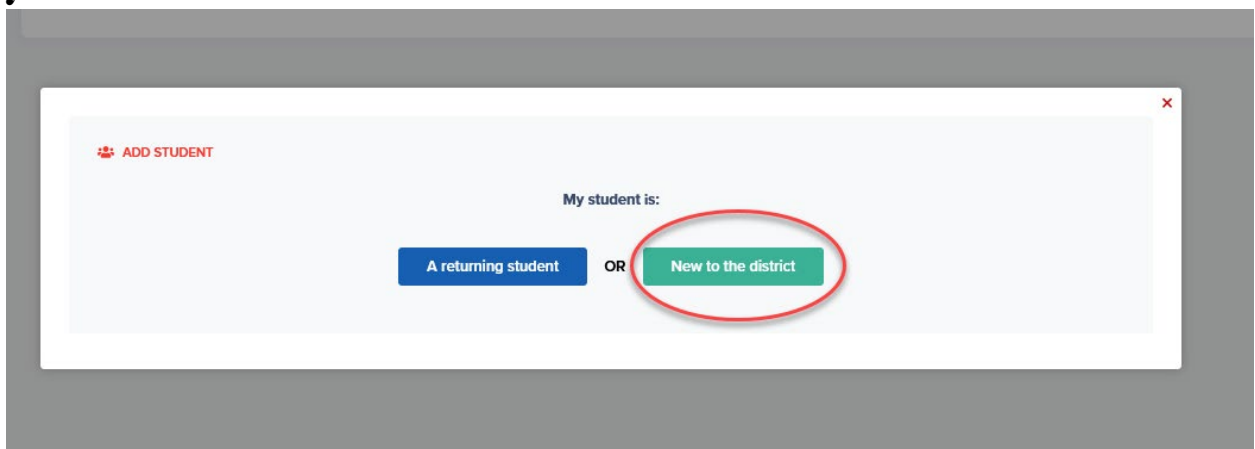 ADD STUDENT
My student is:
A returning student OR New to the district